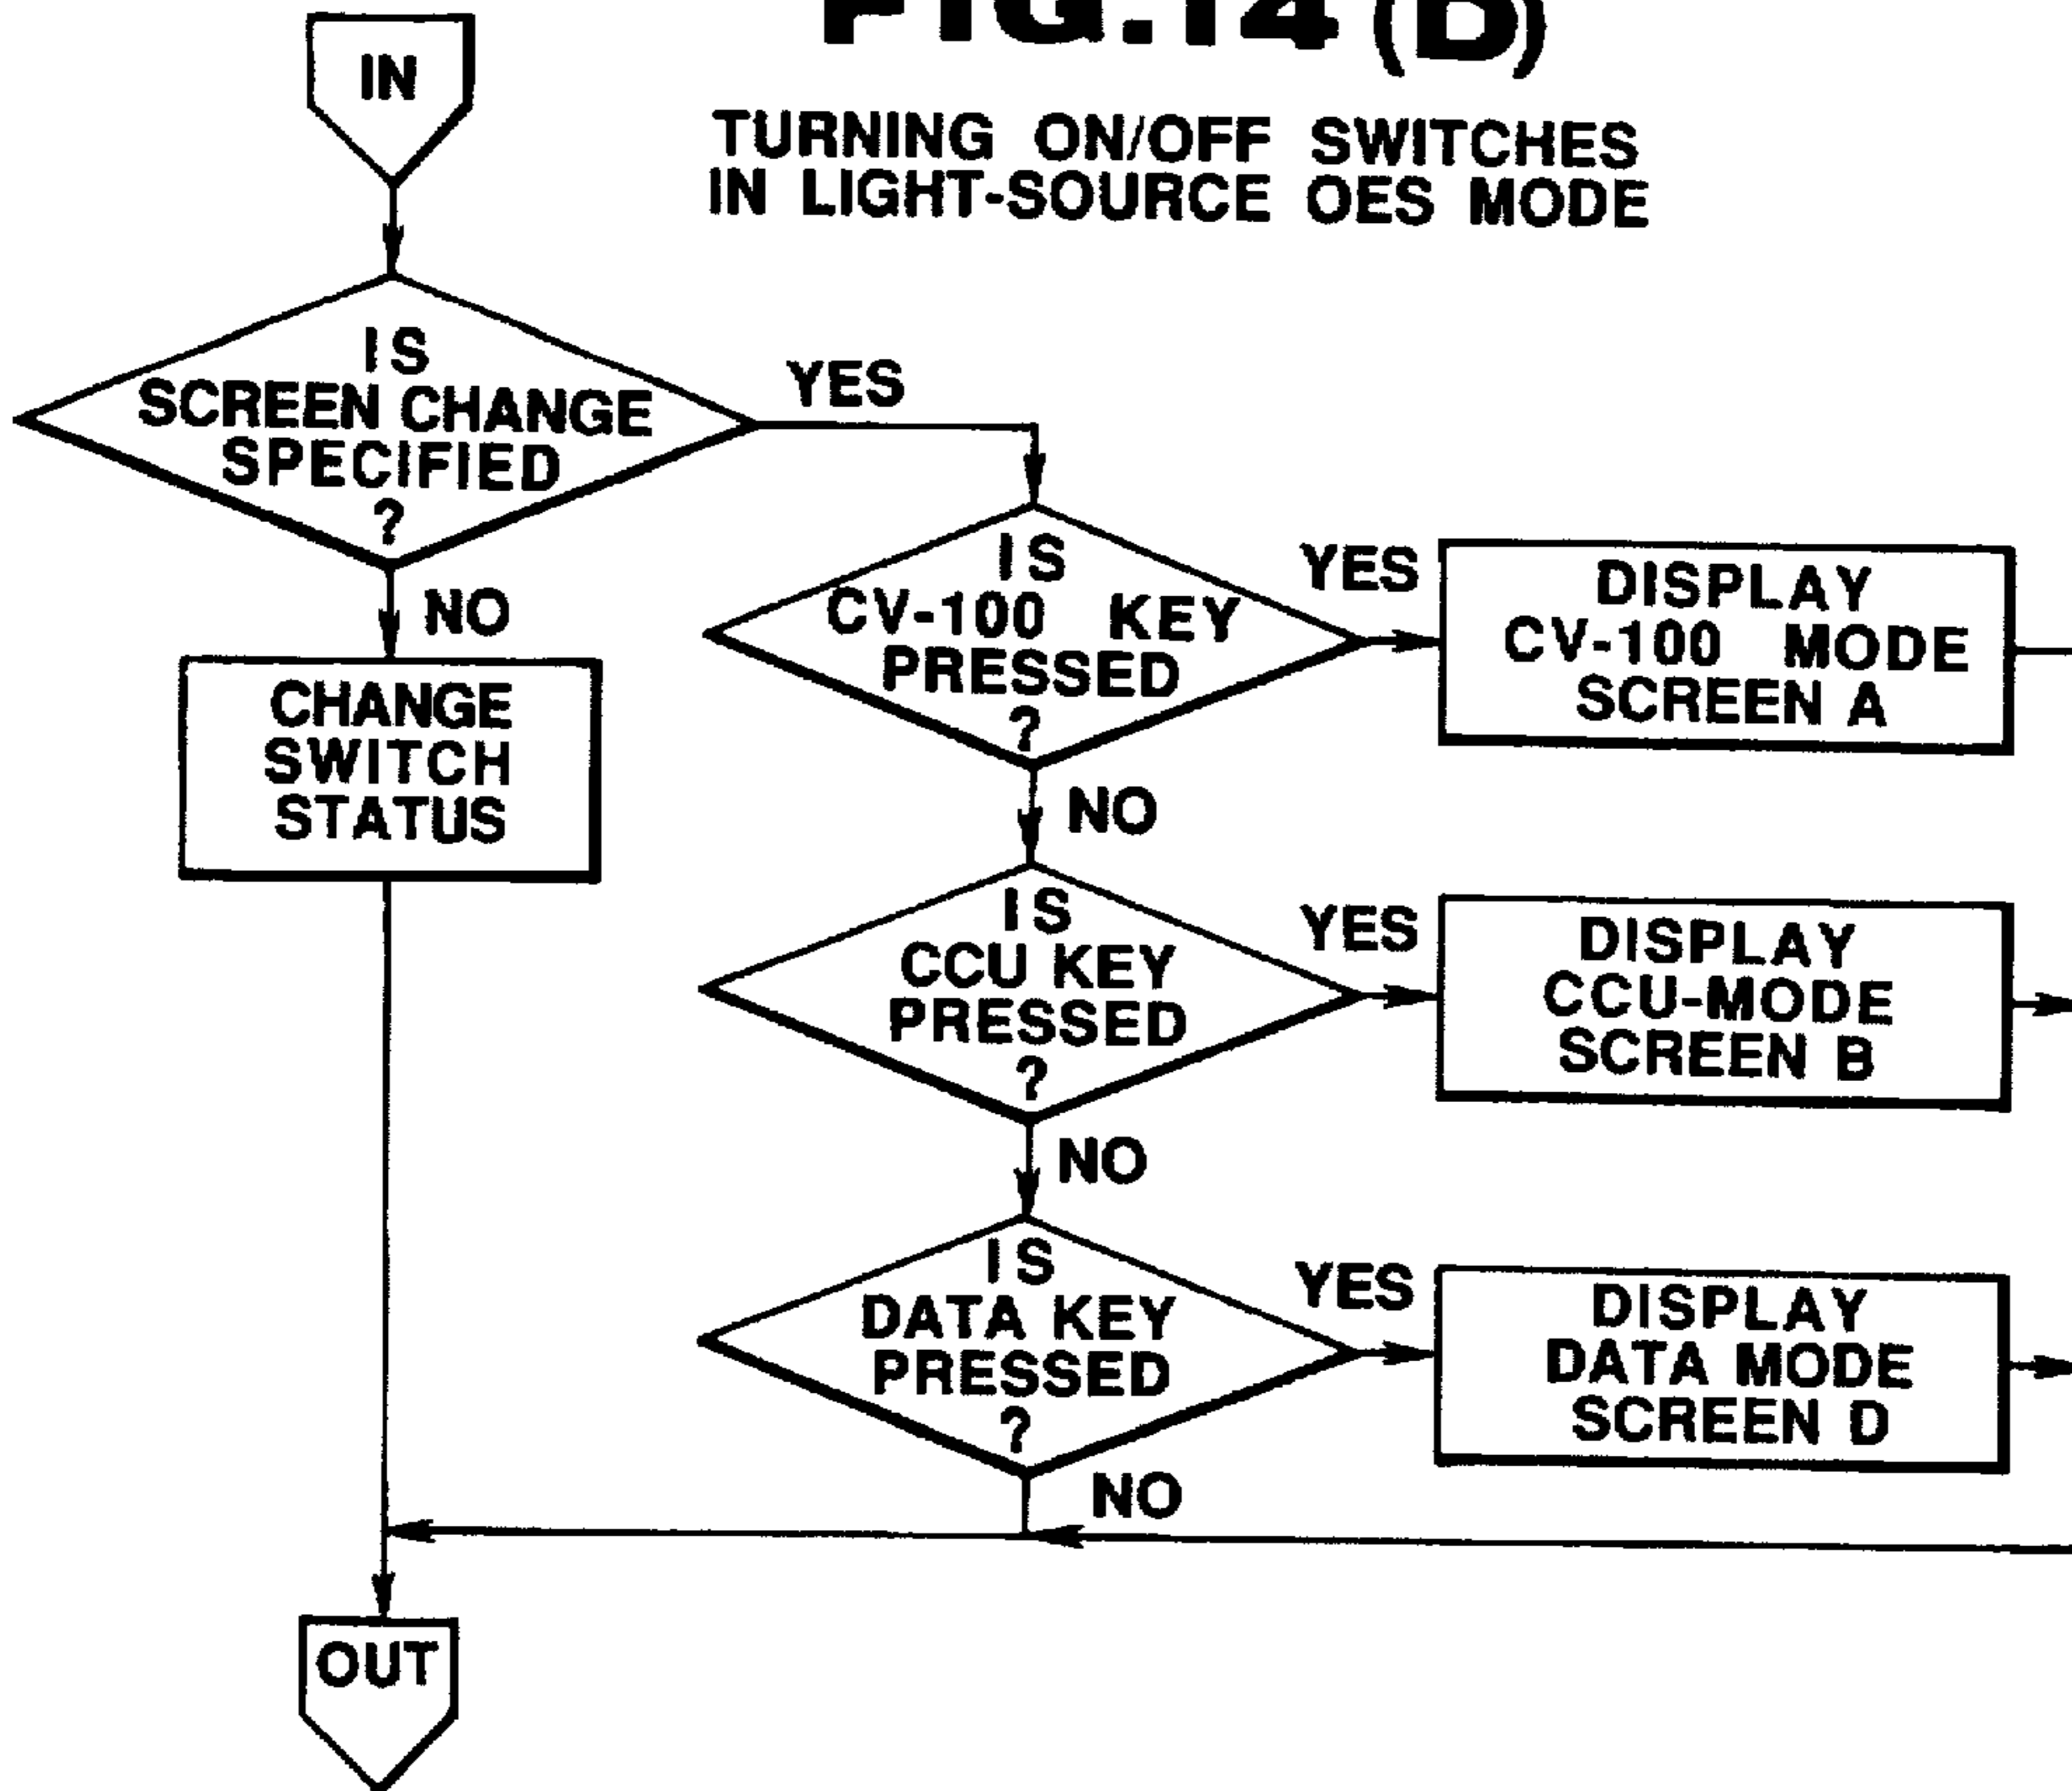 FIG.14
TURNING ON/OFF SWITCHES
IN LIGHT-SOURCE OES MODE
IN
IS
SCREEN CHANGE
SPECIFIED
?
YES
NO
CHANGE
SWITCH
STATUS
IS
CV-100 KEY
PRESSED
?
YES
DISPLAY
CV-100 MODE
SCREEN A
NO
IS
CCU KEY
PRESSED
?
YES
DISPLAY
CCU-MODE
SCREEN B
NO
IS
DATA KEY
PRESSED
?
YES
DISPLAY
DATA MODE
SCREEN D
NO
OUT